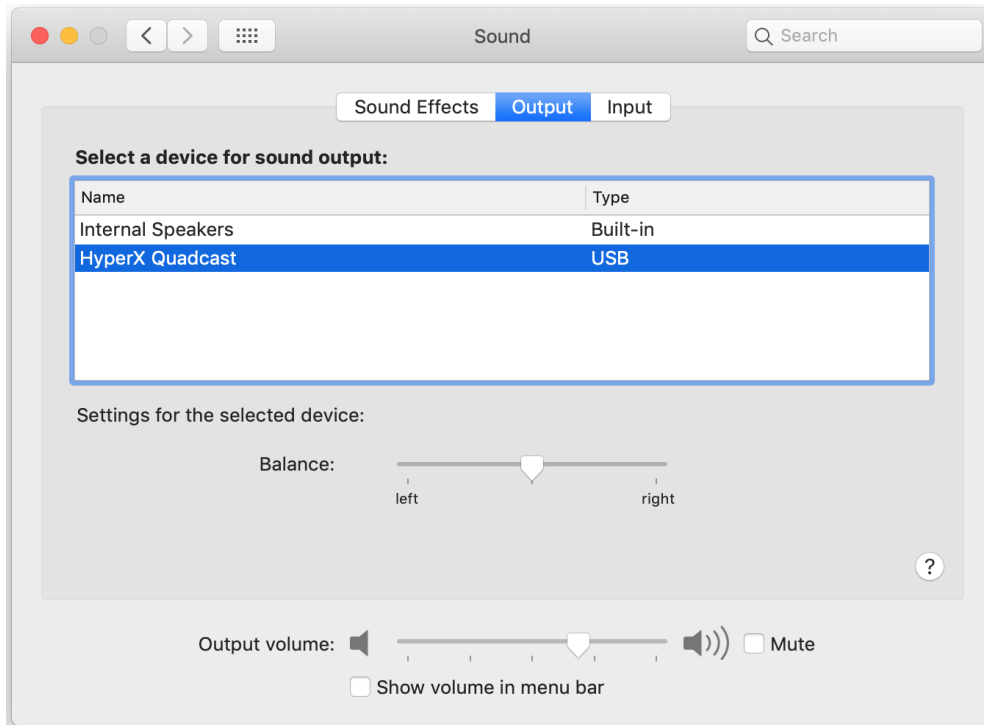 Sound
Search
Sound Effects Output Input
Select a device for sound output:
Name Type
Internal Speakers Built-in
HyperX Quadcast USB
Settings for the selected device:
Balance:
left right
?
Output volume: Mute
Show volume in menu bar